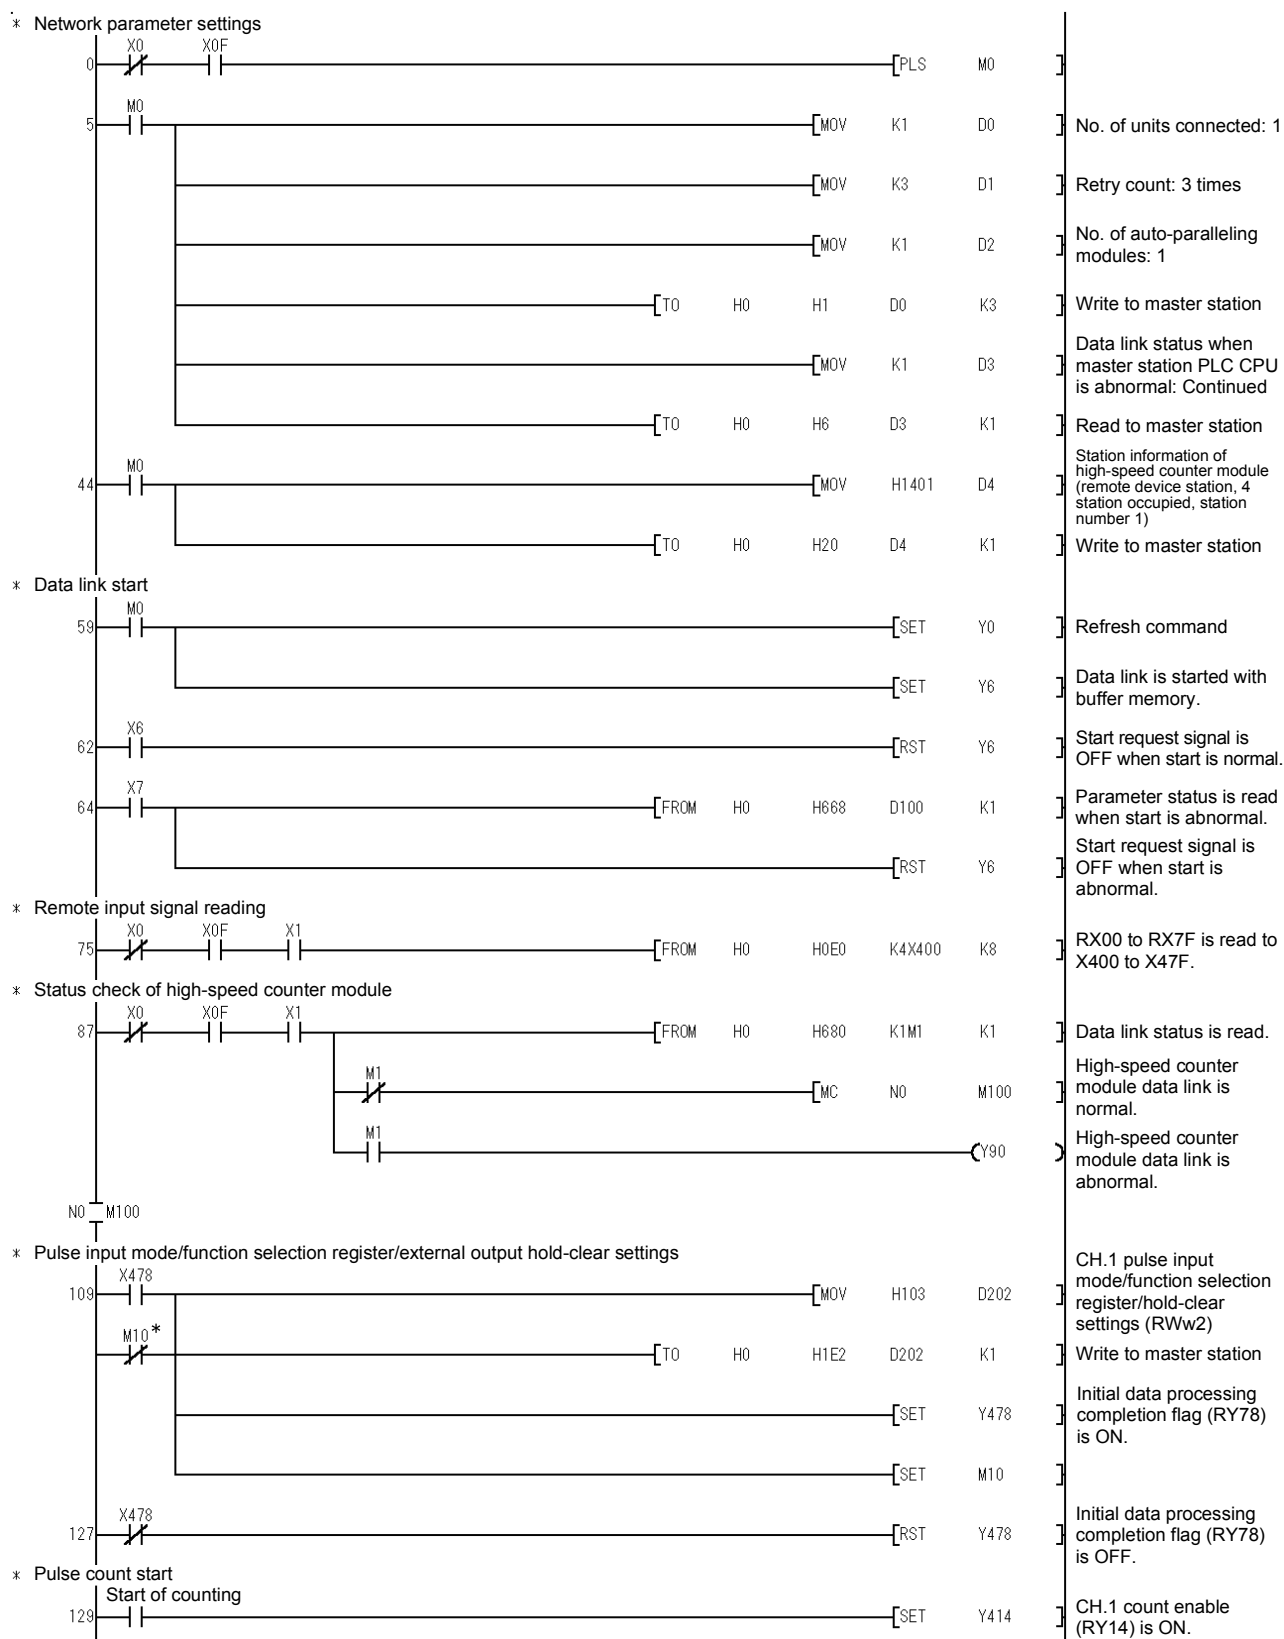 * Network parameter settings
X0 X0F
0 PLS M0
M0
5 MOV K1 D0 No. of units connected: 1
MOV K3 D1 Retry count: 3 times
MOV K1 D2 No. of auto-paralleling
modules: 1
TO H0 H1 D0 K3 Write to master station
MOV K1 D3 Data link status when
master station PLC CPU
is abnormal: Continued
TO H0 H6 D3 K1 Read to master station
M0
44 MOV H1401 D4 Station information of
high-speed counter module
(remote device station, 4
station occupied, station
number 1)
TO H0 H20 D4 K1 Write to master station
* Data link start
M0
59 SET Y0 Refresh command
SET Y6 Data link is started with
buffer memory.
X6
62 RST Y6 Start request signal is
OFF when start is normal.
X7
64 FROM H0 H668 D100 K1 Parameter status is read
when start is abnormal.
RST Y6 Start request signal is
OFF when start is
abnormal.
* Remote input signal reading
X0 X0F X1
75 FROM H0 H0E0 K4X400 K8 RX00 to RX7F is read to
X400 to X47F.
* Status check of high-speed counter module
X0 X0F X1
87 FROM H0 H680 K1M1 K1 Data link status is read.
M1
MC N0 M100 High-speed counter
module data link is
normal.
M1
Y90 High-speed counter
module data link is
abnormal.
N0 M100
* Pulse input mode/function selection register/external output hold-clear settings
X478
109 MOV H103 D202 CH.1 pulse input
mode/function selection
register/hold-clear
settings (RWw2)
M10*
TO H0 H1E2 D202 K1 Write to master station
SET Y478 Initial data processing
completion flag (RY78)
is ON.
SET M10
X478
127 RST Y478 Initial data processing
completion flag (RY78)
is OFF.
* Pulse count start
Start of counting
129 SET Y414 CH.1 count enable
(RY14) is ON.